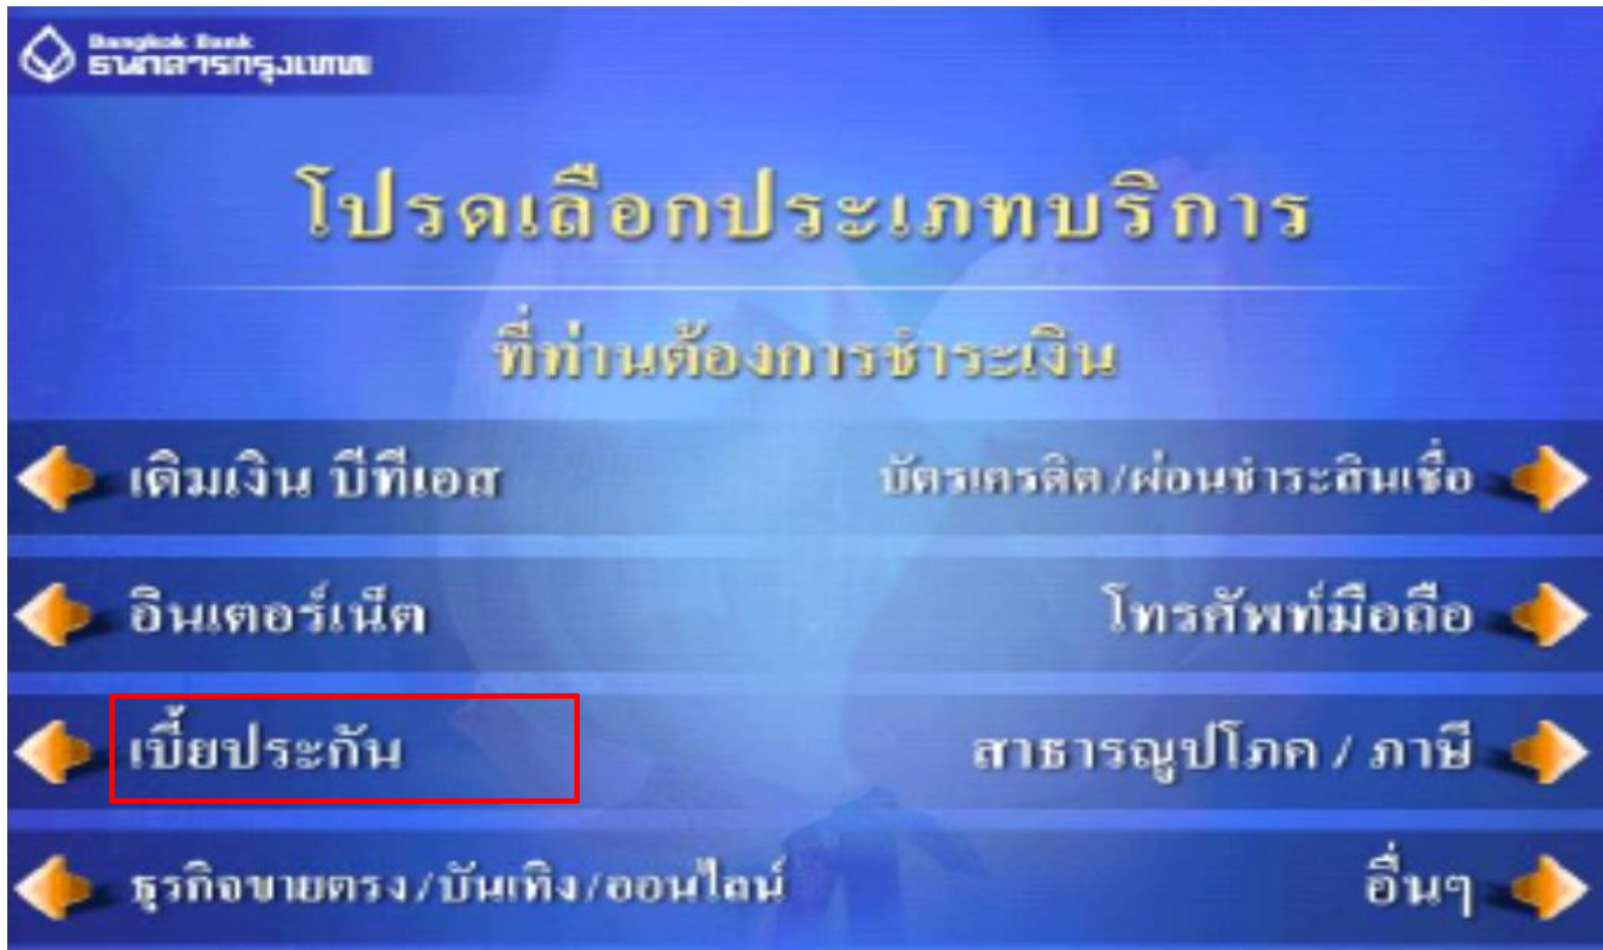 Bangkok Bank
ธนาคารกรุงเทพ
โปรดเลือกประเภทบริการ
ที่ท่านต้องการชำระเงิน
เติมเงิน บีทีเอส
บัตรเครดิต/ผ่อนชำระสินเชื่อ
อินเตอร์เน็ต
โทรศัพท์มือถือ
เบี้ยประกัน
สาธารณูปโภค / ภาษี
ธุรกิจขายตรง/บันเทิง/ออนไลน์
อื่นๆ